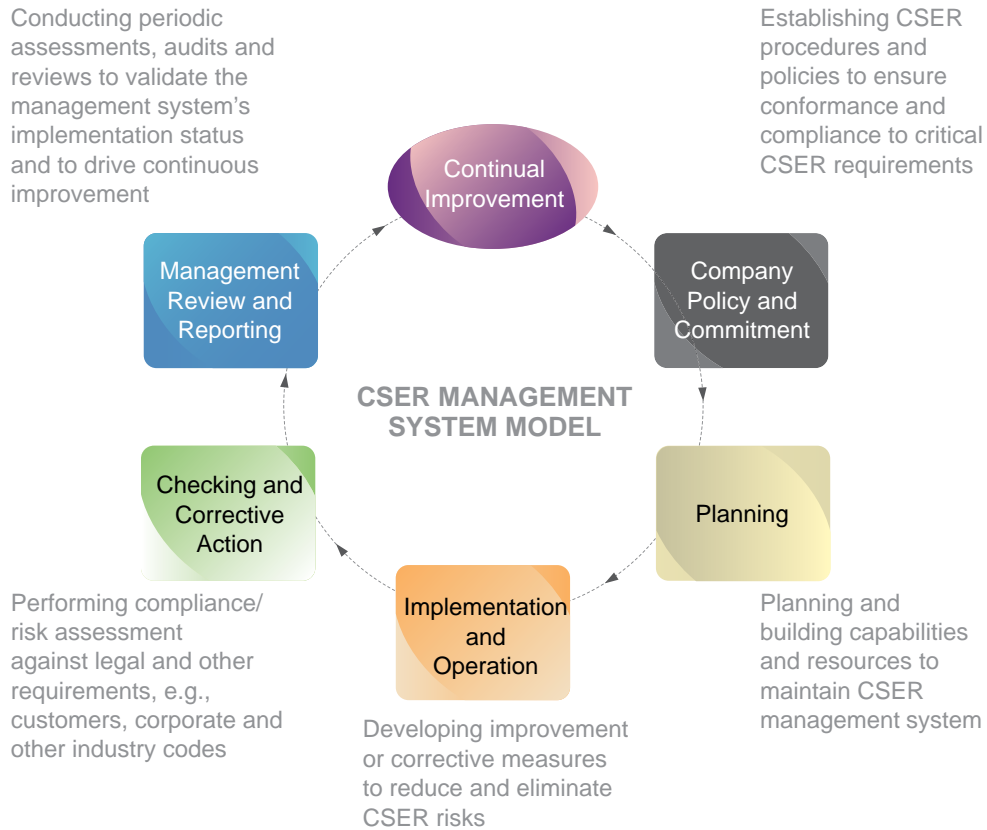 Conducting periodic
assessments, audits and
reviews to validate the
management system's
implementation status
and to drive continuous
improvement
Establishing CSER
procedures and
policies to ensure
conformance and
compliance to critical
CSER requirements
Continual
Improvement
Management
Review and
Reporting
Company
Policy and
Commitment
CSER MANAGEMENT
SYSTEM MODEL
Checking and
Corrective
Action
Planning
Implementation
and
Operation
Performing compliance/
risk assessment
against legal and other
requirements, e.g.,
customers, corporate and
other industry codes
Developing improvement
or corrective measures
to reduce and eliminate
CSER risks
Planning and
building capabilities
and resources to
maintain CSER
management system